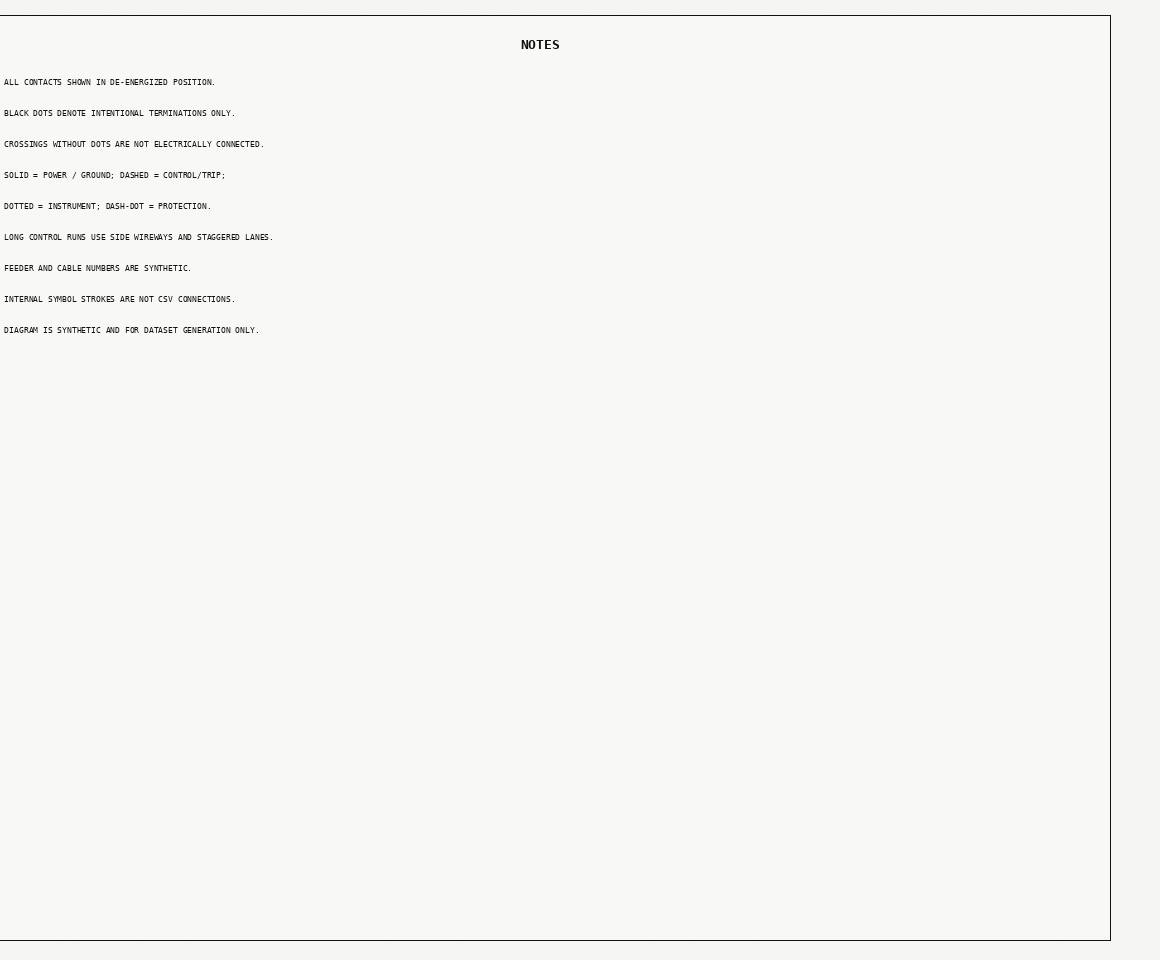 NOTES
ALL CONTACTS SHOWN IN DE-ENERGIZED POSITION.
BLACK DOTS DENOTE INTENTIONAL TERMINATIONS ONLY.
CROSSINGS WITHOUT DOTS ARE NOT ELECTRICALLY CONNECTED.
SOLID = POWER / GROUND; DASHED = CONTROL/TRIP;
DOTTED = INSTRUMENT; DASH-DOT = PROTECTION.
LONG CONTROL RUNS USE SIDE WIREWAYS AND STAGGERED LANES.
FEEDER AND CABLE NUMBERS ARE SYNTHETIC.
INTERNAL SYMBOL STROKES ARE NOT CSV CONNECTIONS.
DIAGRAM IS SYNTHETIC AND FOR DATASET GENERATION ONLY.